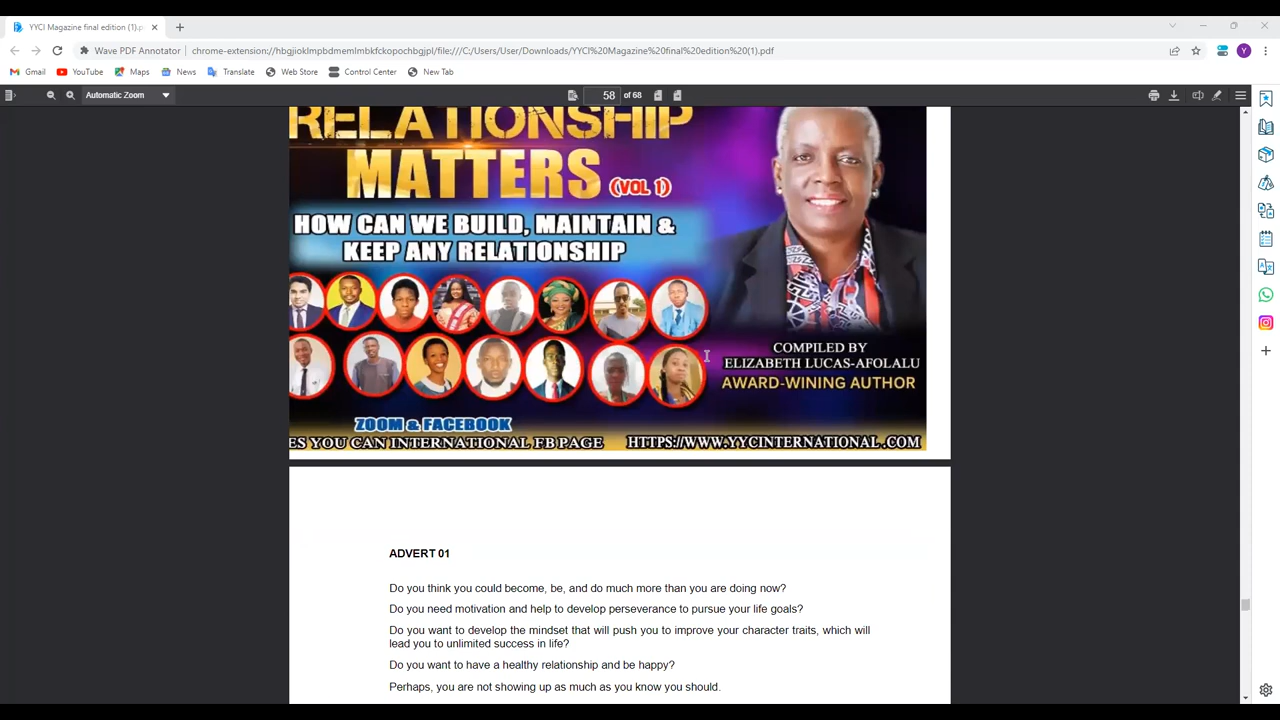 YYCI Magazine final edition (1).p
Wave PDF Annotator
chrome-extension://hbgjioklmpbdmemlmbkfckopochbgjpl/file:///C:/Users/User/Downloads/YYCI%20Magazine%20final%20edition%20(1).pdf
Y
Gmail YouTube Maps News Translate Web Store Control Center New Tab
Automatic Zoom
58 of 68
RELATIONSHIP
MATTERS (VOL 1)
HOW CAN WE BUILD, MAINTAIN &
KEEP ANY RELATIONSHIP
COMPILED BY
ELIZABETH LUCAS-AFOLALU
AWARD-WINING AUTHOR
ZOOM & FACEBOOK
ES YOU CAN INTERNATIONAL FB PAGE HTTPS://WWW.YYCINTERNATIONAL.COM
ADVERT 01
Do you think you could become, be, and do much more than you are doing now?
Do you need motivation and help to develop perseverance to pursue your life goals?
Do you want to develop the mindset that will push you to improve your character traits, which will
lead you to unlimited success in life?
Do you want to have a healthy relationship and be happy?
Perhaps, you are not showing up as much as you know you should.